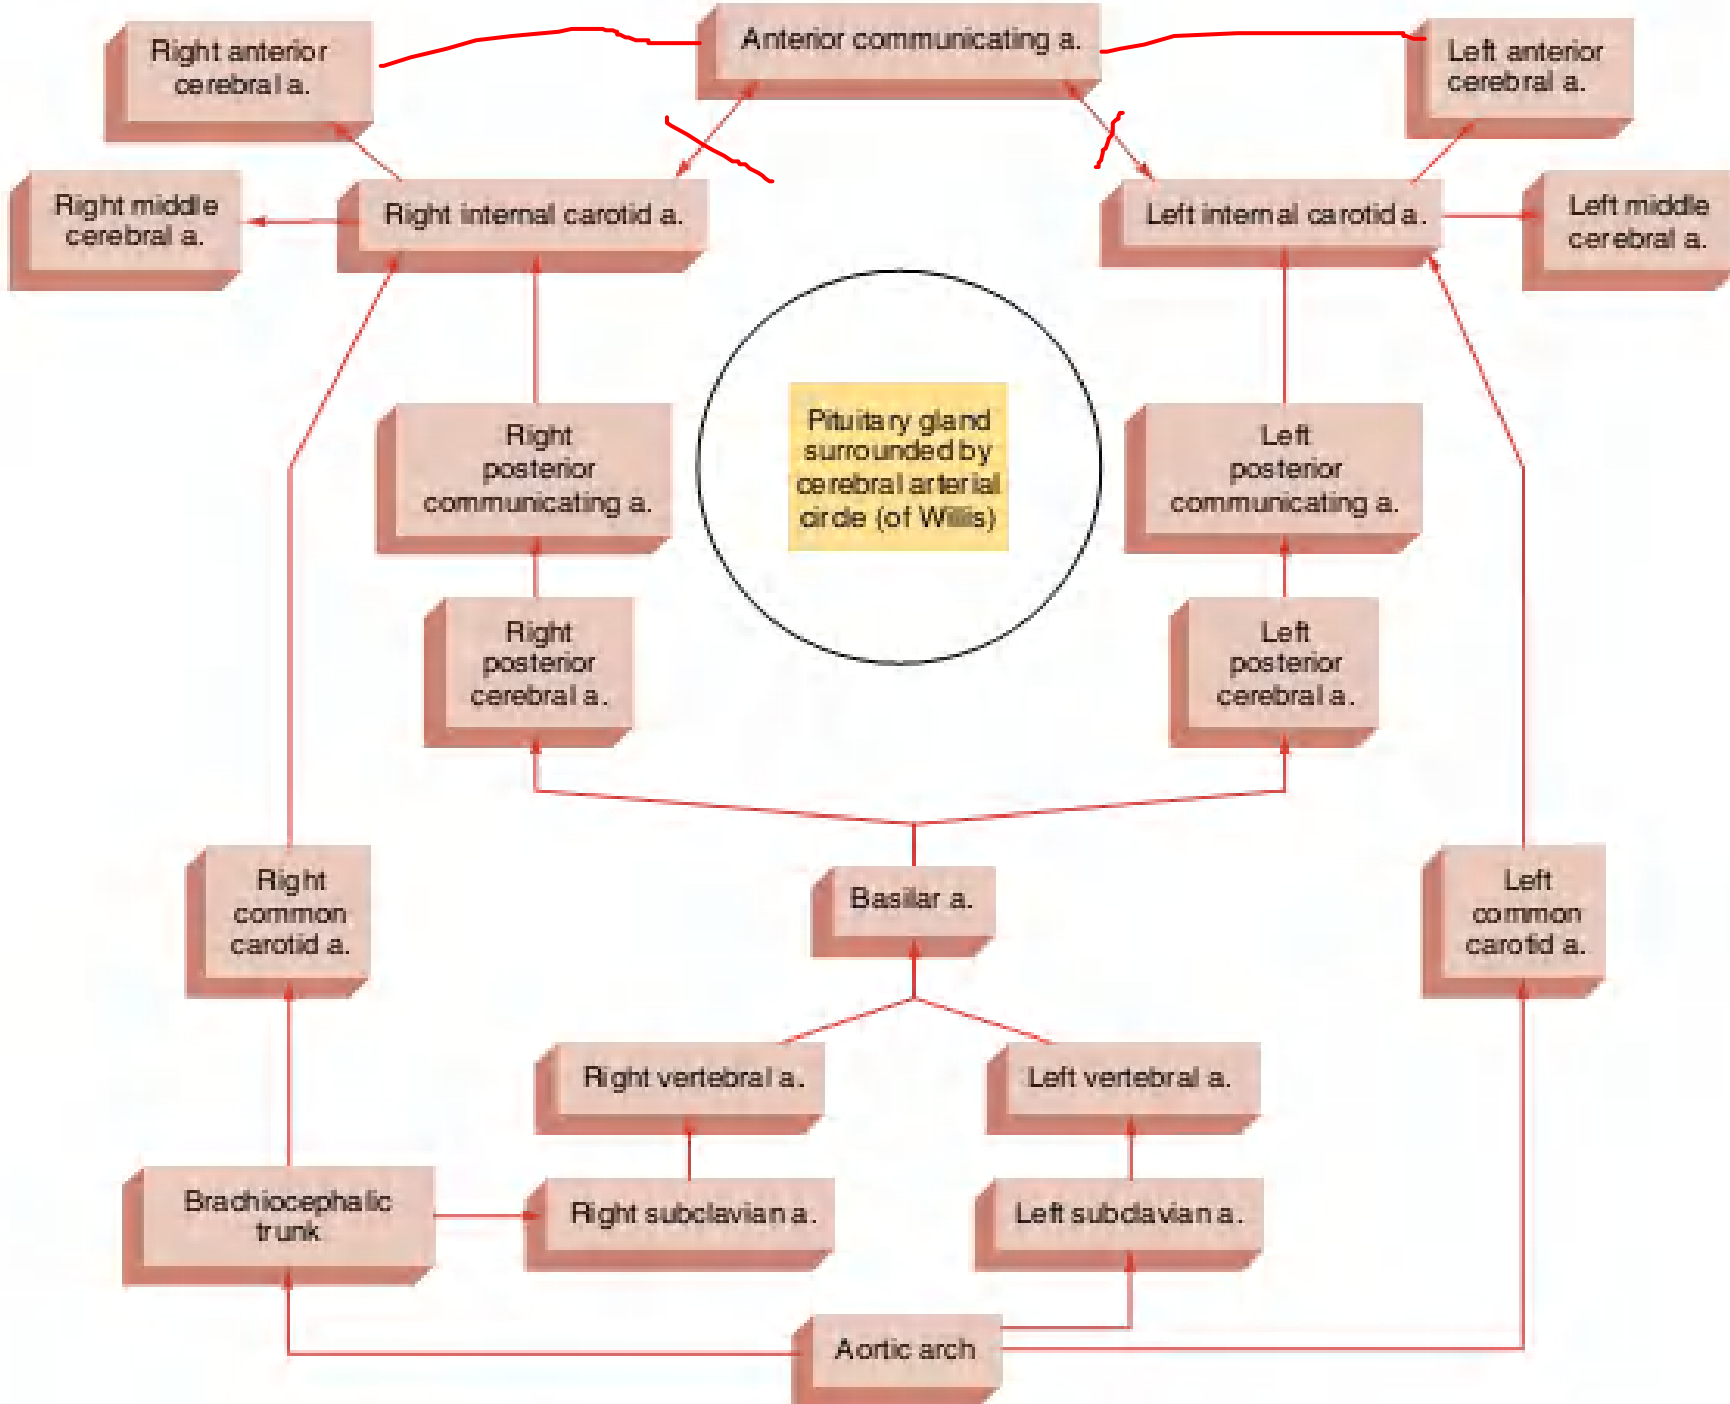 Right anterior
cerebral a.
Anterior communicating a.
Left anterior
cerebral a.
Right middle
cerebral a.
Right internal carotid a.
Left internal carotid a.
Left middle
cerebral a.
Pituitary gland
surrounded by
cerebral arterial
circle (of Willis)
Right
posterior
communicating a.
Left
posterior
communicating a.
Right
posterior
cerebral a.
Left
posterior
cerebral a.
Right
common
carotid a.
Basilar a.
Left
common
carotid a.
Right vertebral a.
Left vertebral a.
Brachiocephalic
trunk
Right subclavian a.
Left subclavian a.
Aortic arch